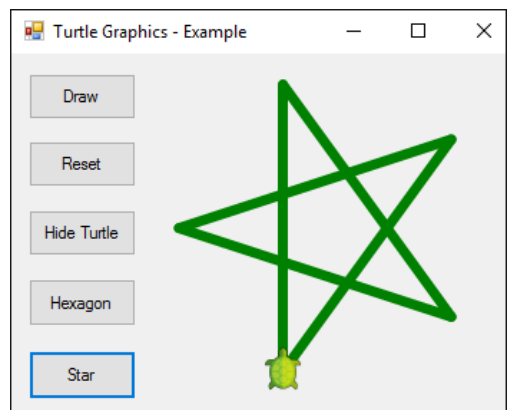 Turtle Graphics - Example
Draw
Reset
Hide Turtle
Hexagon
Star